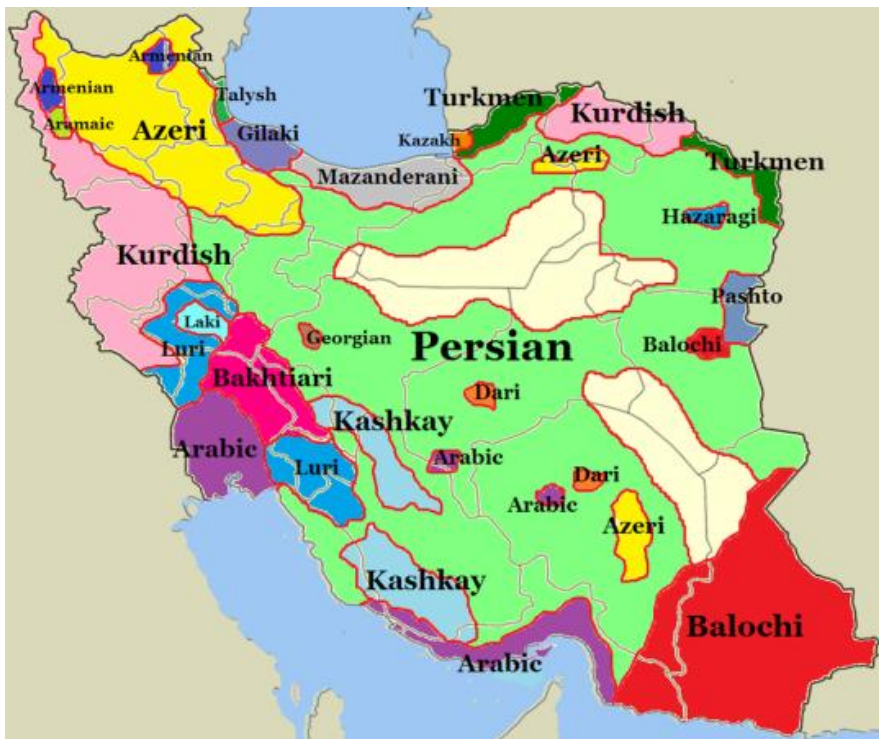 Armenian
Armenian
Talysh
Turkmen
Kurdish
Aramaic
Azeri
Gilaki
Kazakh
Azeri
Turkmen
Mazanderani
Hazaragi
Kurdish
Pashto
Laki
Georgian
Persian
Balochi
Luri
Bakhtiari
Dari
Kashkay
Arabic
Arabic
Luri
Dari
Arabic
Azeri
Kashkay
Balochi
Arabic